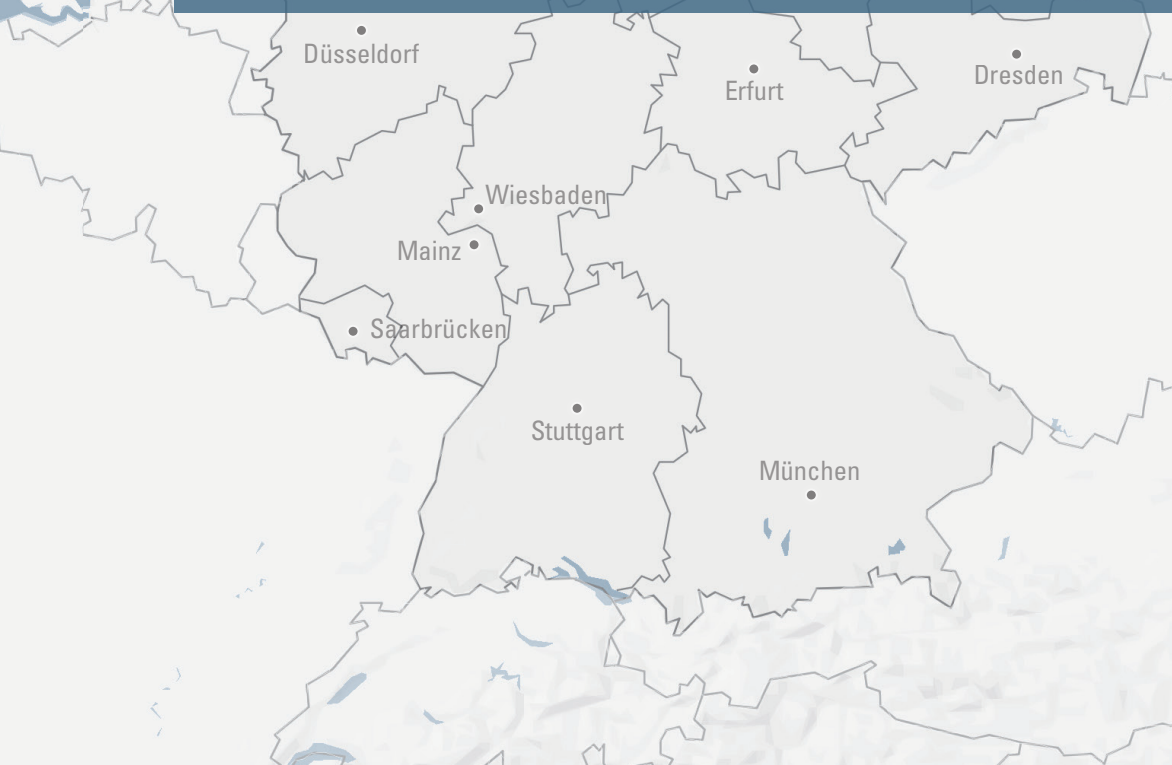 Düsseldorf
Erfurt
Dresden
Wiesbaden
Mainz
Saarbrücken
Stuttgart
München